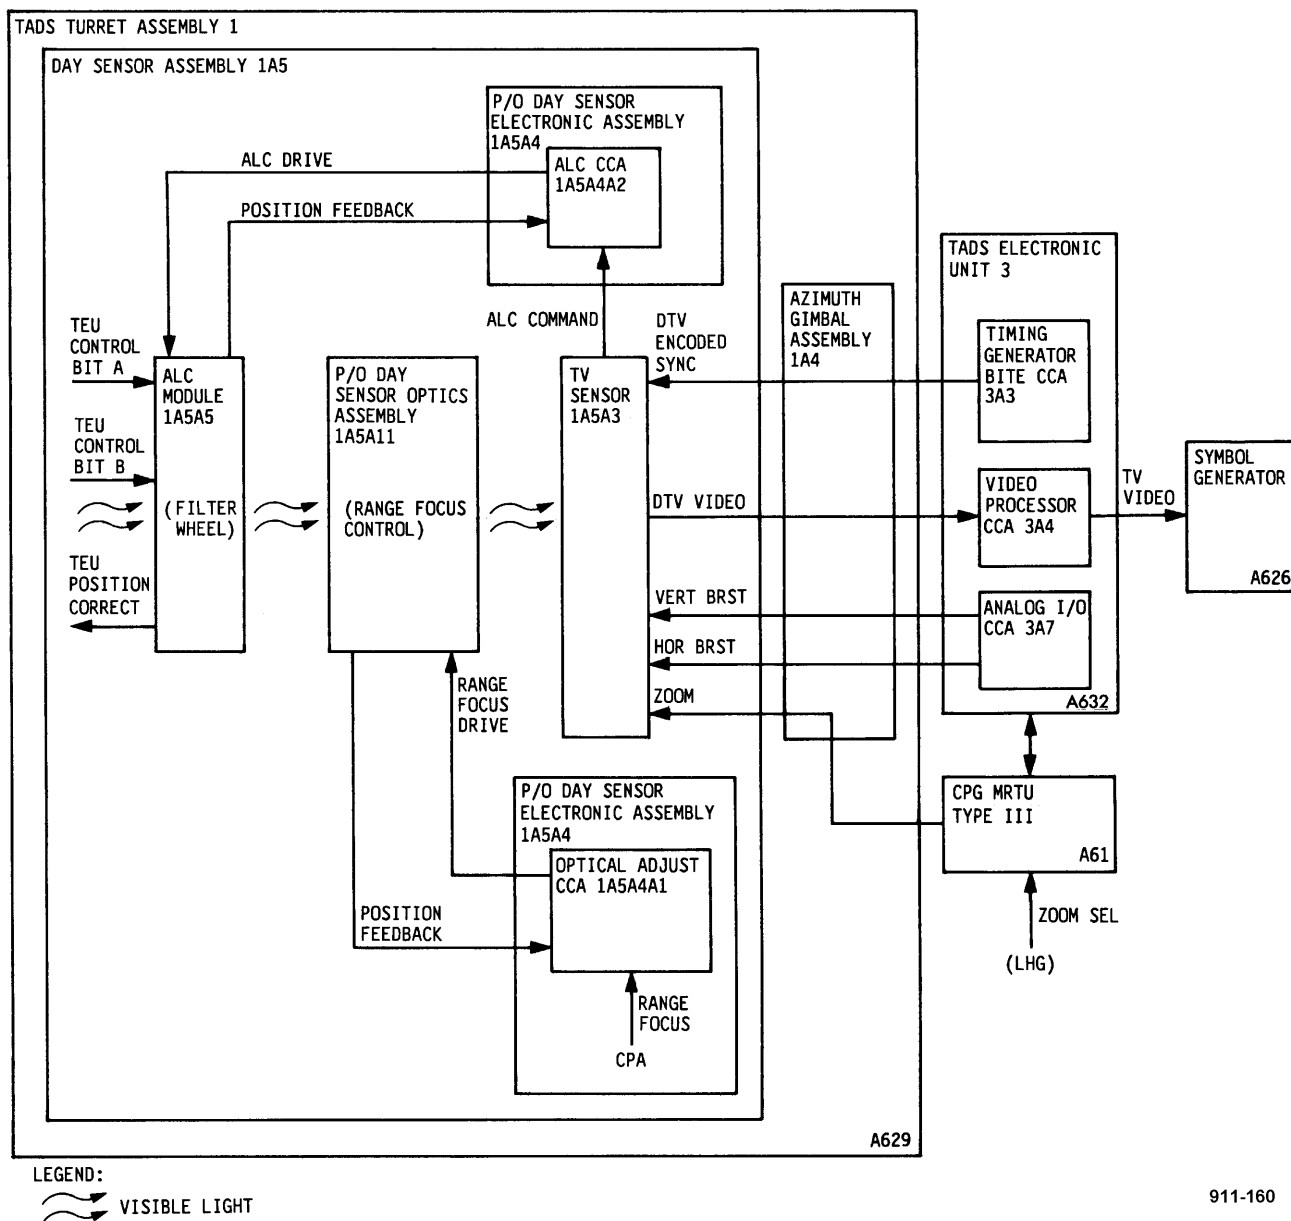 TADS TURRET ASSEMBLY 1
DAY SENSOR ASSEMBLY 1A5
P/O DAY SENSOR
ELECTRONIC ASSEMBLY
1A5A4
ALC CCA
1A5A4A2
ALC DRIVE
POSITION FEEDBACK
ALC COMMAND
TEU
CONTROL
BIT A
TEU
CONTROL
BIT B
TEU
POSITION
CORRECT
ALC
MODULE
1A5A5
(FILTER
WHEEL)
P/O DAY
SENSOR OPTICS
ASSEMBLY
1A5A11
(RANGE FOCUS
CONTROL)
TV
SENSOR
1A5A3
DTV
ENCODED
SYNC
DTV VIDEO
VERT BRST
HOR BRST
ZOOM
AZIMUTH
GIMBAL
ASSEMBLY
1A4
TADS ELECTRONIC
UNIT 3
TIMING
GENERATOR
BITE CCA
3A3
VIDEO
PROCESSOR
CCA 3A4
ANALOG I/O
CCA 3A7
A632
TV
VIDEO
SYMBOL
GENERATOR
A626
CPG MRTU
TYPE III
A61
ZOOM SEL
(LHG)
RANGE
FOCUS
DRIVE
POSITION
FEEDBACK
P/O DAY SENSOR
ELECTRONIC ASSEMBLY
1A5A4
OPTICAL ADJUST
CCA 1A5A4A1
RANGE
FOCUS
CPA
A629
LEGEND:
VISIBLE LIGHT
911-160